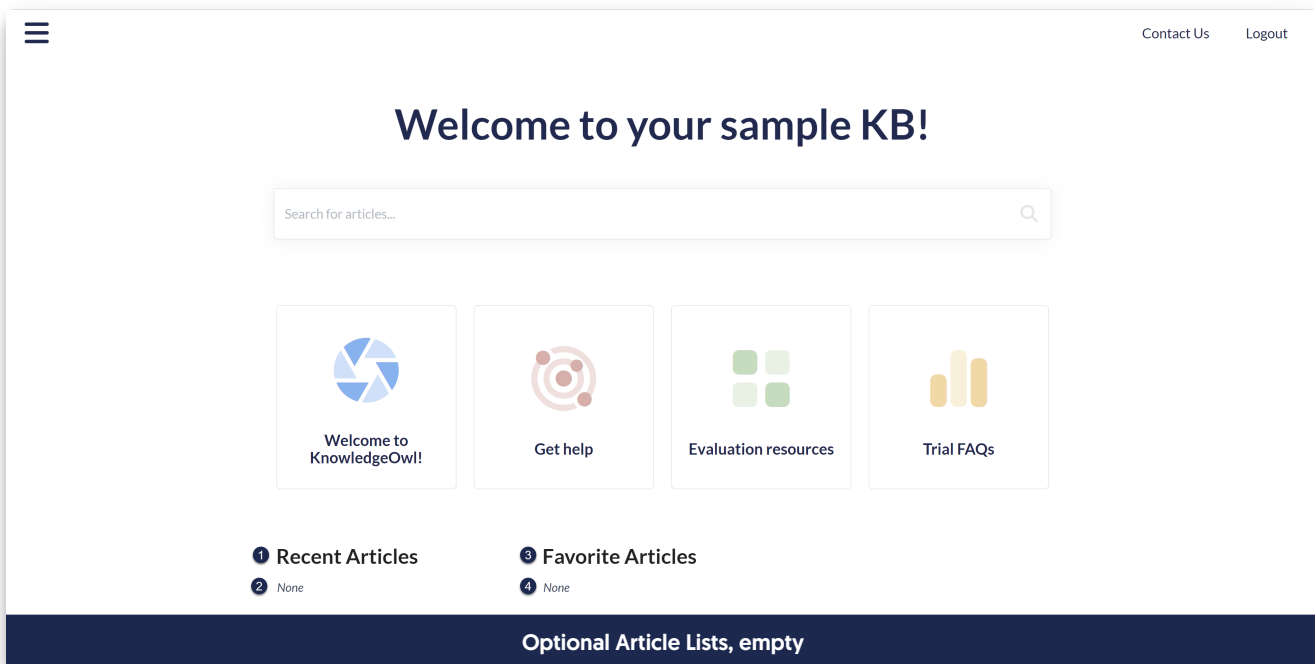 Contact Us Logout
Welcome to your sample KB!
Search for articles...
Welcome to
KnowledgeOwl!
Get help
Evaluation resources
Trial FAQs
1 Recent Articles
2 None
3 Favorite Articles
4 None
Optional Article Lists, empty